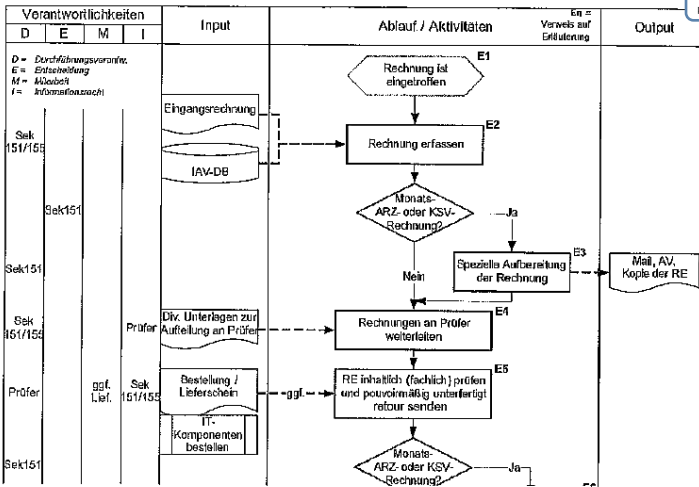 Verantwortlichkeiten
D E M I
Input
Ablauf / Aktivitäten
En =
Verweis auf
Erläuterung
Output
D = Durchführungsverantw.
E = Entscheidung
M = Mitarbeit
I = Informationsrecht
E1
Rechnung ist
eingetroffen
Eingangsrechnung
Sek
151/155
IAV-DB
E2
Rechnung erfassen
Sek151
Monats-
ARZ- oder KSV-
Rechnung?
Ja
Nein
Sek151
E3
Spezielle Aufbereitung
der Rechnung
Mail, AV,
Kopie der RE
Sek
151/155
Prüfer
Div. Unterlagen zur
Aufteilung an Prüfer
E4
Rechnungen an Prüfer
weiterleiten
Prüfer
ggf.
Lief.
Sek
151/155
Bestellung /
Lieferschein
ggf.
E5
RE inhaltlich (fachlich) prüfen
und pouvoirmäßig unterfertigt
retour senden
IT-
Komponenten
bestellen
Sek151
Monats-
ARZ- oder KSV-
Rechnung?
Ja